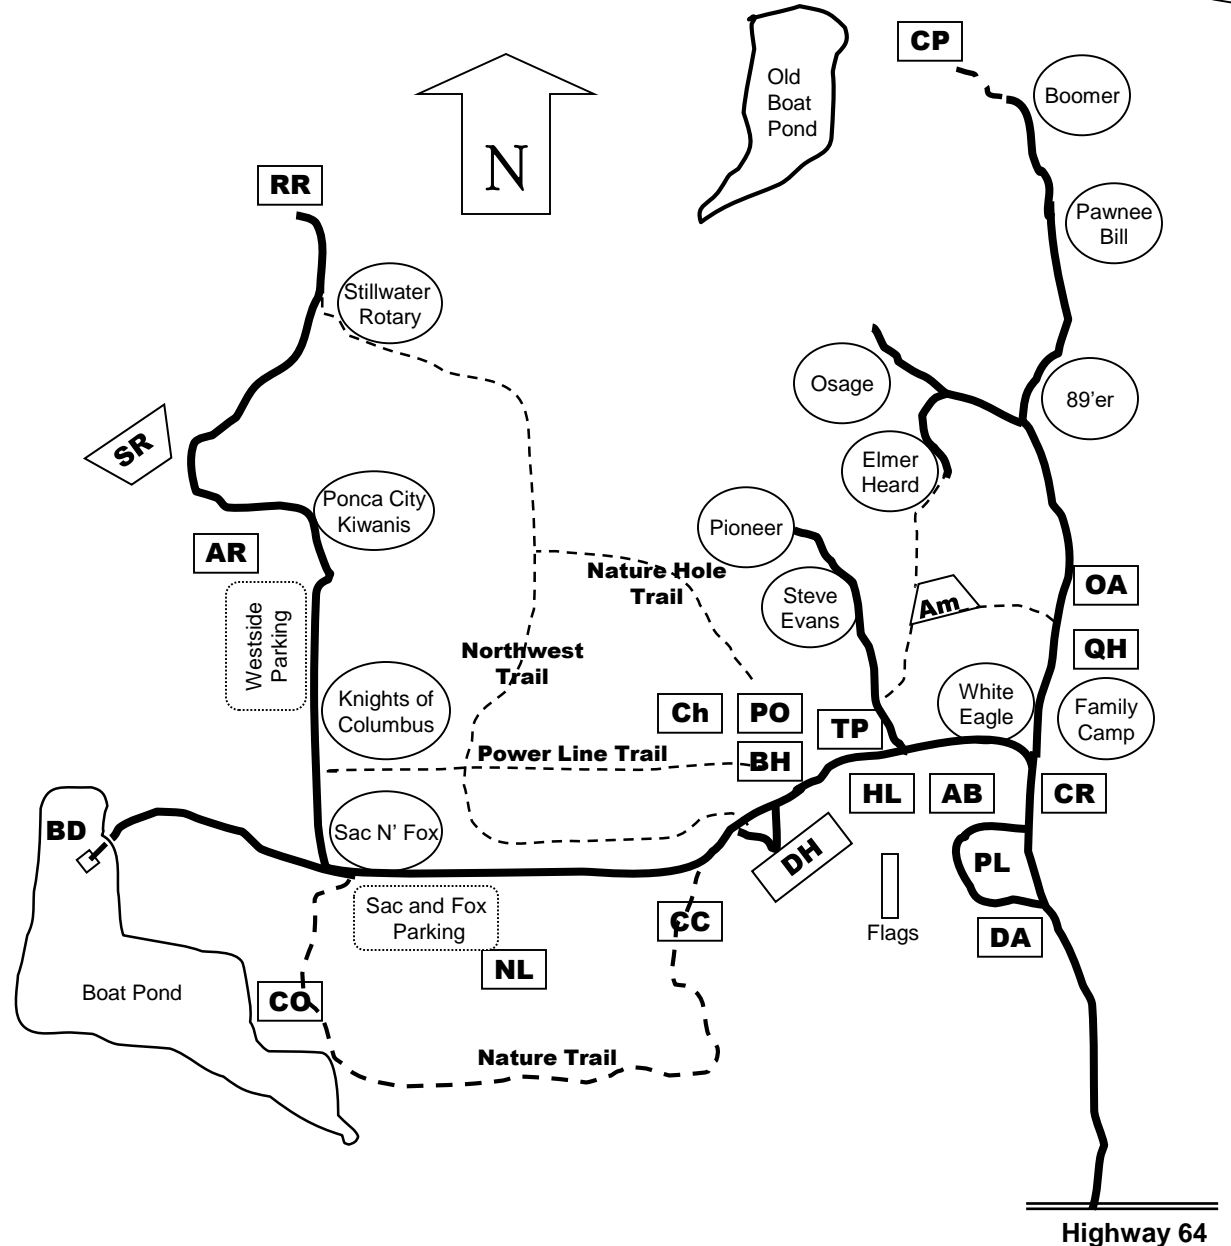 CP
Old
Boat
Pond
Boomer
N
RR
Pawnee
Bill
Stillwater
Rotary
Osage
89'er
SR
Elmer
Heard
Ponca City
Kiwanis
Pioneer
AR
Nature Hole
Trail
Steve
Evans
Am
OA
Westside
Parking
Northwest
Trail
QH
Knights of
Columbus
Ch
PO
TP
White
Eagle
Family
Camp
Power Line Trail
BH
HL
AB
CR
BD
Sac N' Fox
DH
PL
Sac and Fox
Parking
CC
Flags
DA
NL
Boat Pond
CO
Nature Trail
Highway 64